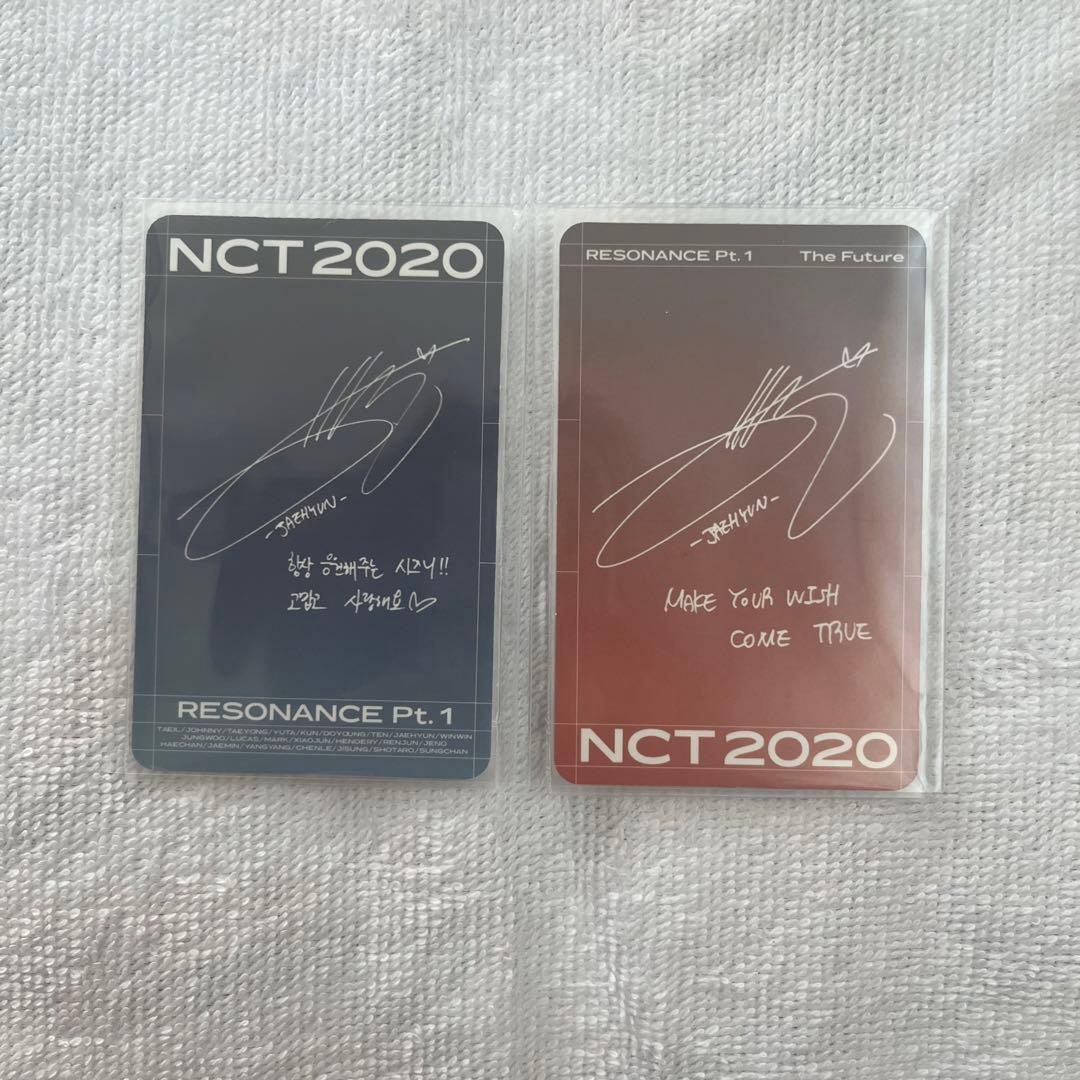 NCT 2020
-JAEHYUN-
항상 응원해주는 시즈니!!
고맙고 사랑해요♡
RESONANCE Pt. 1
TAEIL/JOHNNY/TAEYONG/YUTA/KUN/DOYOUNG/TEN/JAEHYUN/WINWIN
JUNGWOO/LUCAS/MARK/XIAOJUN/HENDERY/RENJUN/JENO
HAECHAN/JAEMIN/YANGYANG/CHENLE/JISUNG/SHOTARO/SUNGCHAN
RESONANCE Pt. 1 The Future
-JAEHYUN-
MAKE YOUR WISH
COME TRUE
NCT 2020